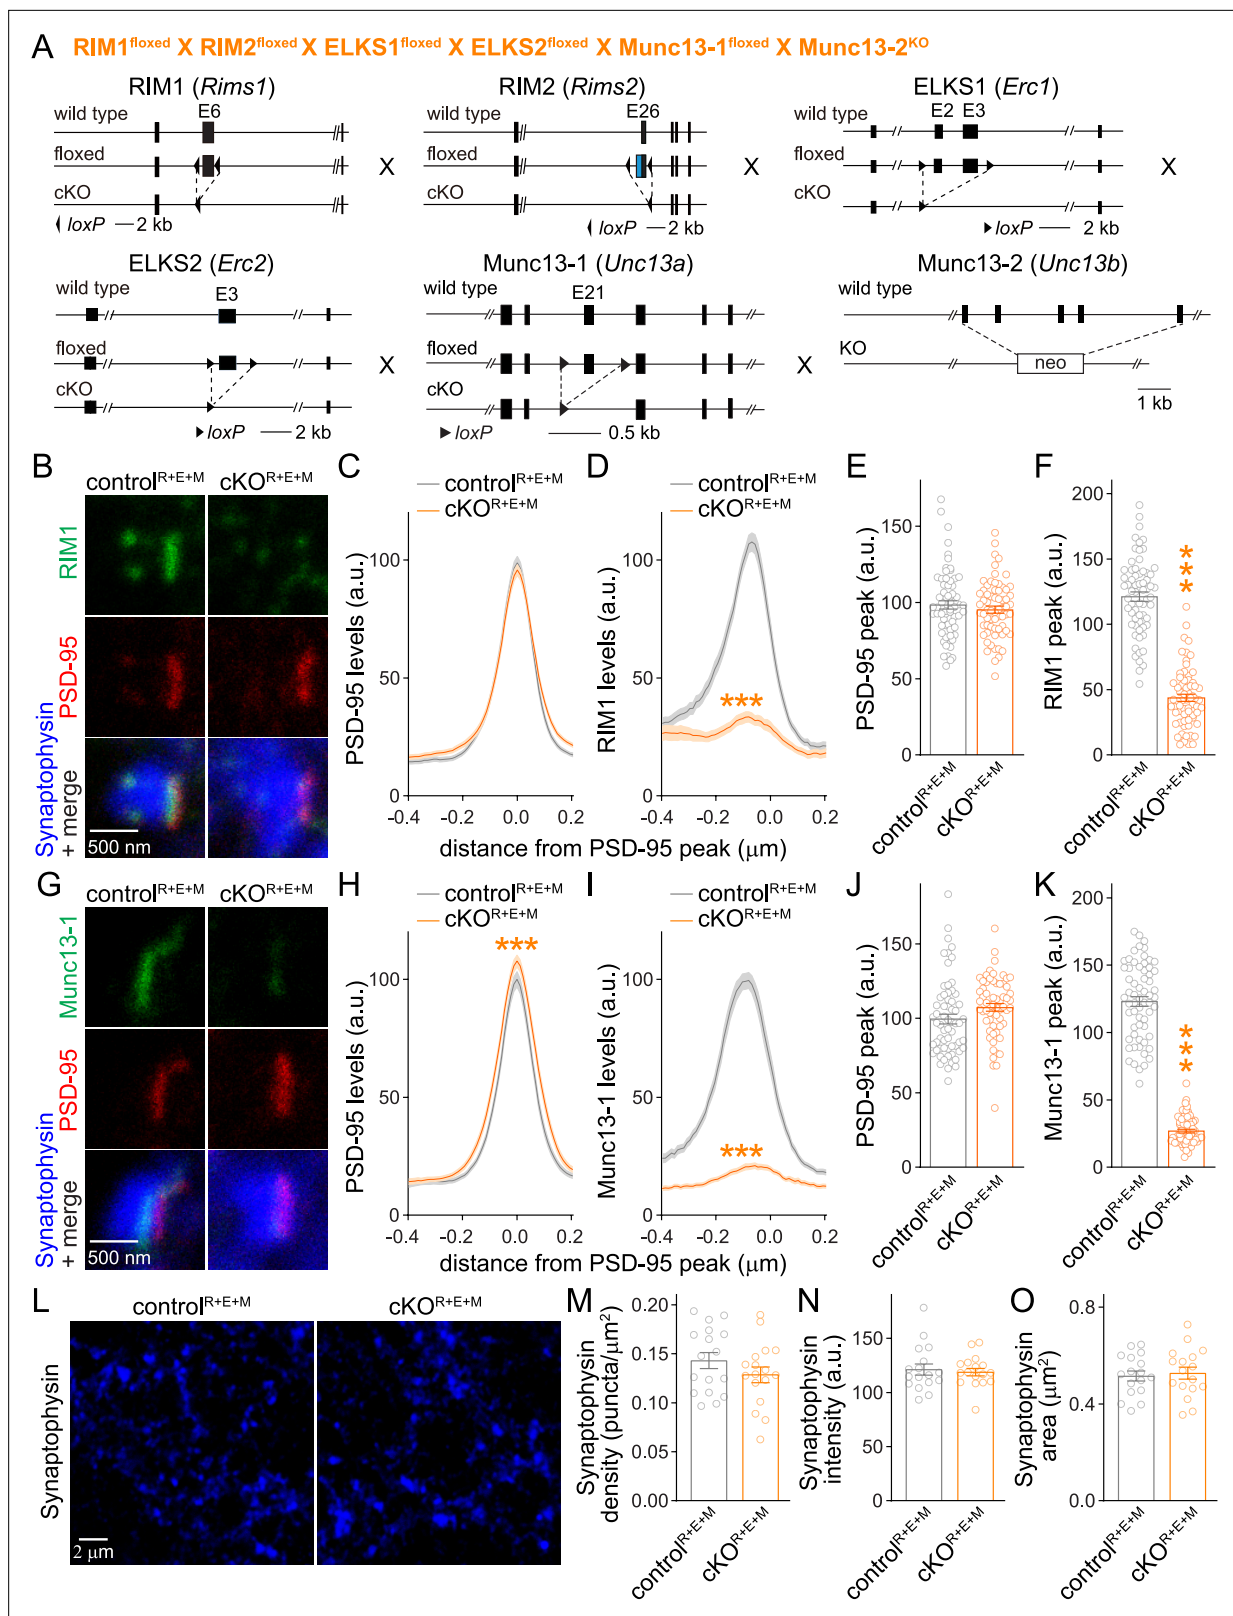 A RIM1floxed X RIM2floxed X ELKS1floxed X ELKS2floxed X Munc13-1floxed X Munc13-2KO
RIM1 (Rims1)
wild type
E6
floxed
cKO
loxP
2 kb
X
RIM2 (Rims2)
wild type
E26
floxed
cKO
loxP
2 kb
X
ELKS1 (Erc1)
wild type
E2 E3
floxed
cKO
loxP
2 kb
X
ELKS2 (Erc2)
wild type
E3
floxed
cKO
loxP
2 kb
X
Munc13-1 (Unc13a)
wild type
E21
floxed
cKO
loxP
0.5 kb
X
Munc13-2 (Unc13b)
wild type
KO
neo
1 kb
B
controlR+E+M cKOR+E+M
RIM1
PSD-95
Synaptophysin
+ merge
500 nm
C
controlR+E+M
cKOR+E+M
PSD-95 levels (a.u.)
100
50
0
-0.4 -0.2 0.0 0.2
D
controlR+E+M
cKOR+E+M
RIM1 levels (a.u.)
100
50
0
***
-0.4 -0.2 0.0 0.2
distance from PSD-95 peak (μm)
E
PSD-95 peak (a.u.)
150
100
50
0
controlR+E+M
cKOR+E+M
F
RIM1 peak (a.u.)
200
150
100
50
0
***
controlR+E+M
cKOR+E+M
G
controlR+E+M cKOR+E+M
Munc13-1
PSD-95
Synaptophysin
+ merge
500 nm
H
controlR+E+M
cKOR+E+M
***
PSD-95 levels (a.u.)
100
50
0
-0.4 -0.2 0.0 0.2
I
controlR+E+M
cKOR+E+M
Munc13-1 levels (a.u.)
100
50
0
***
-0.4 -0.2 0.0 0.2
distance from PSD-95 peak (μm)
J
PSD-95 peak (a.u.)
150
100
50
0
controlR+E+M
cKOR+E+M
K
Munc13-1 peak (a.u.)
200
150
100
50
0
***
controlR+E+M
cKOR+E+M
L
controlR+E+M
cKOR+E+M
Synaptophysin
2 μm
M
Synaptophysin
density (puncta/μm2)
0.20
0.15
0.10
0.05
0.00
controlR+E+M
cKOR+E+M
N
Synaptophysin
intensity (a.u.)
150
100
50
0
controlR+E+M
cKOR+E+M
O
Synaptophysin
area (μm2)
0.8
0.4
0.0
controlR+E+M
cKOR+E+M